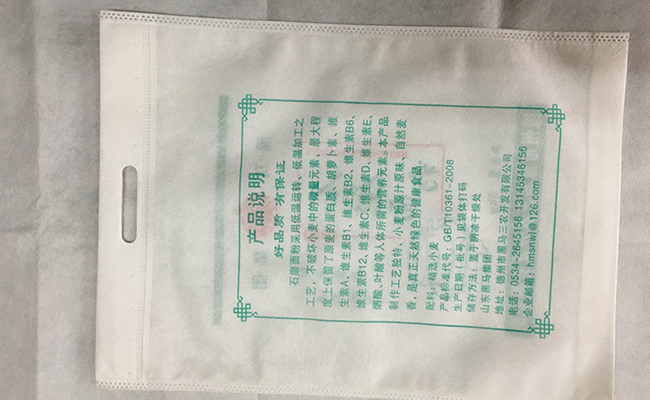 产品说明
好品质 有保证
石磨面粉采用低温运转、低温加工之
工艺，不破坏小麦中的微量元素，最大程
度上保留了原麦的蛋白质、胡萝卜素、维
生素A、维生素B1、维生素B2、维生素B6、
维生素B12、维生素C、维生素D、维生素E、
烟酸、叶酸等人体所需的营养元素。本产品
制作工艺独特、小麦粉原汁原味、自然麦
香，是真正天然绿色的健康食品。
配料：精选小麦
产品标准代号：GB/T10361-2008
生产日期（批号）见袋体打码
储存方法：置于阴凉干燥处
山东黑马集团
地址：德州市黑马三农开发有限公司
电话：0534-2645156 13145346156
企业邮箱：hmsnwl@126.com